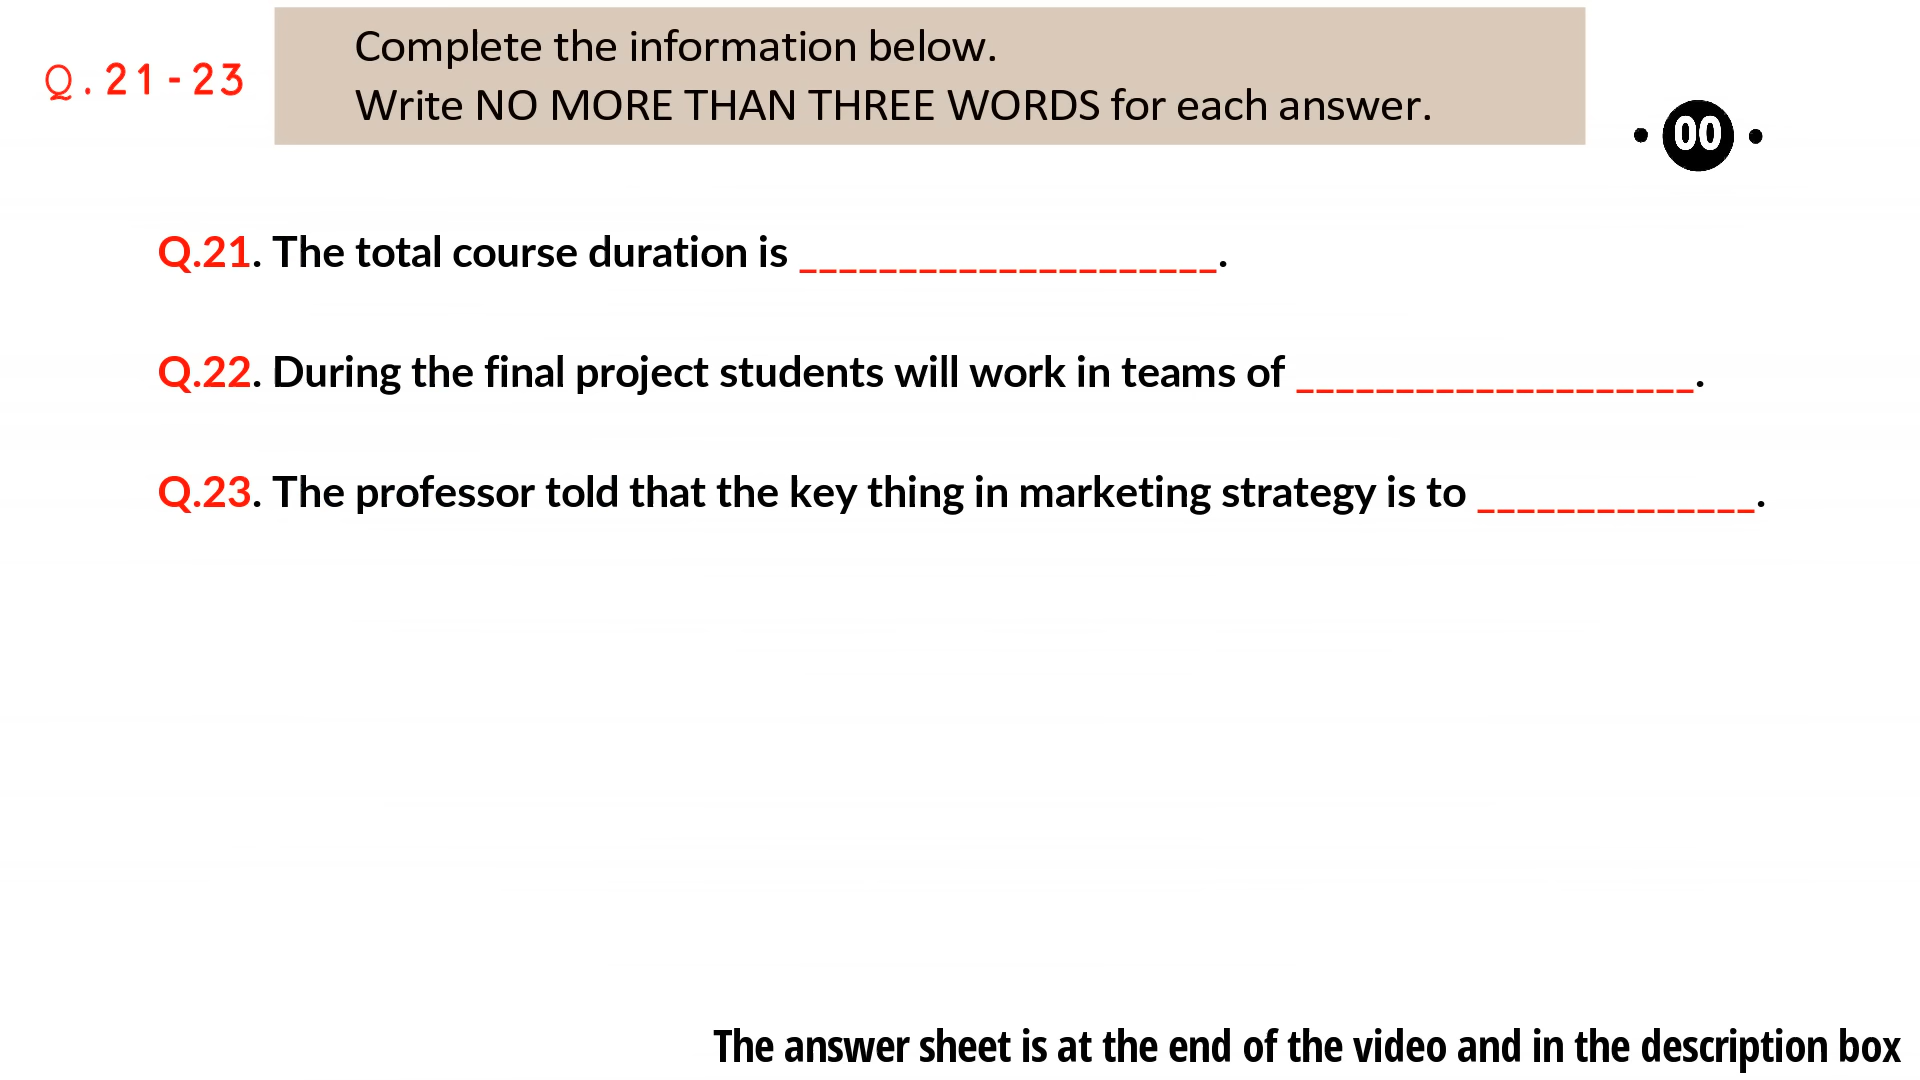 Q.21-23
Complete the information below.
Write NO MORE THAN THREE WORDS for each answer.
00
Q.21. The total course duration is _____________________.
Q.22. During the final project students will work in teams of ____________________.
Q.23. The professor told that the key thing in marketing strategy is to ______________.
The answer sheet is at the end of the video and in the description box